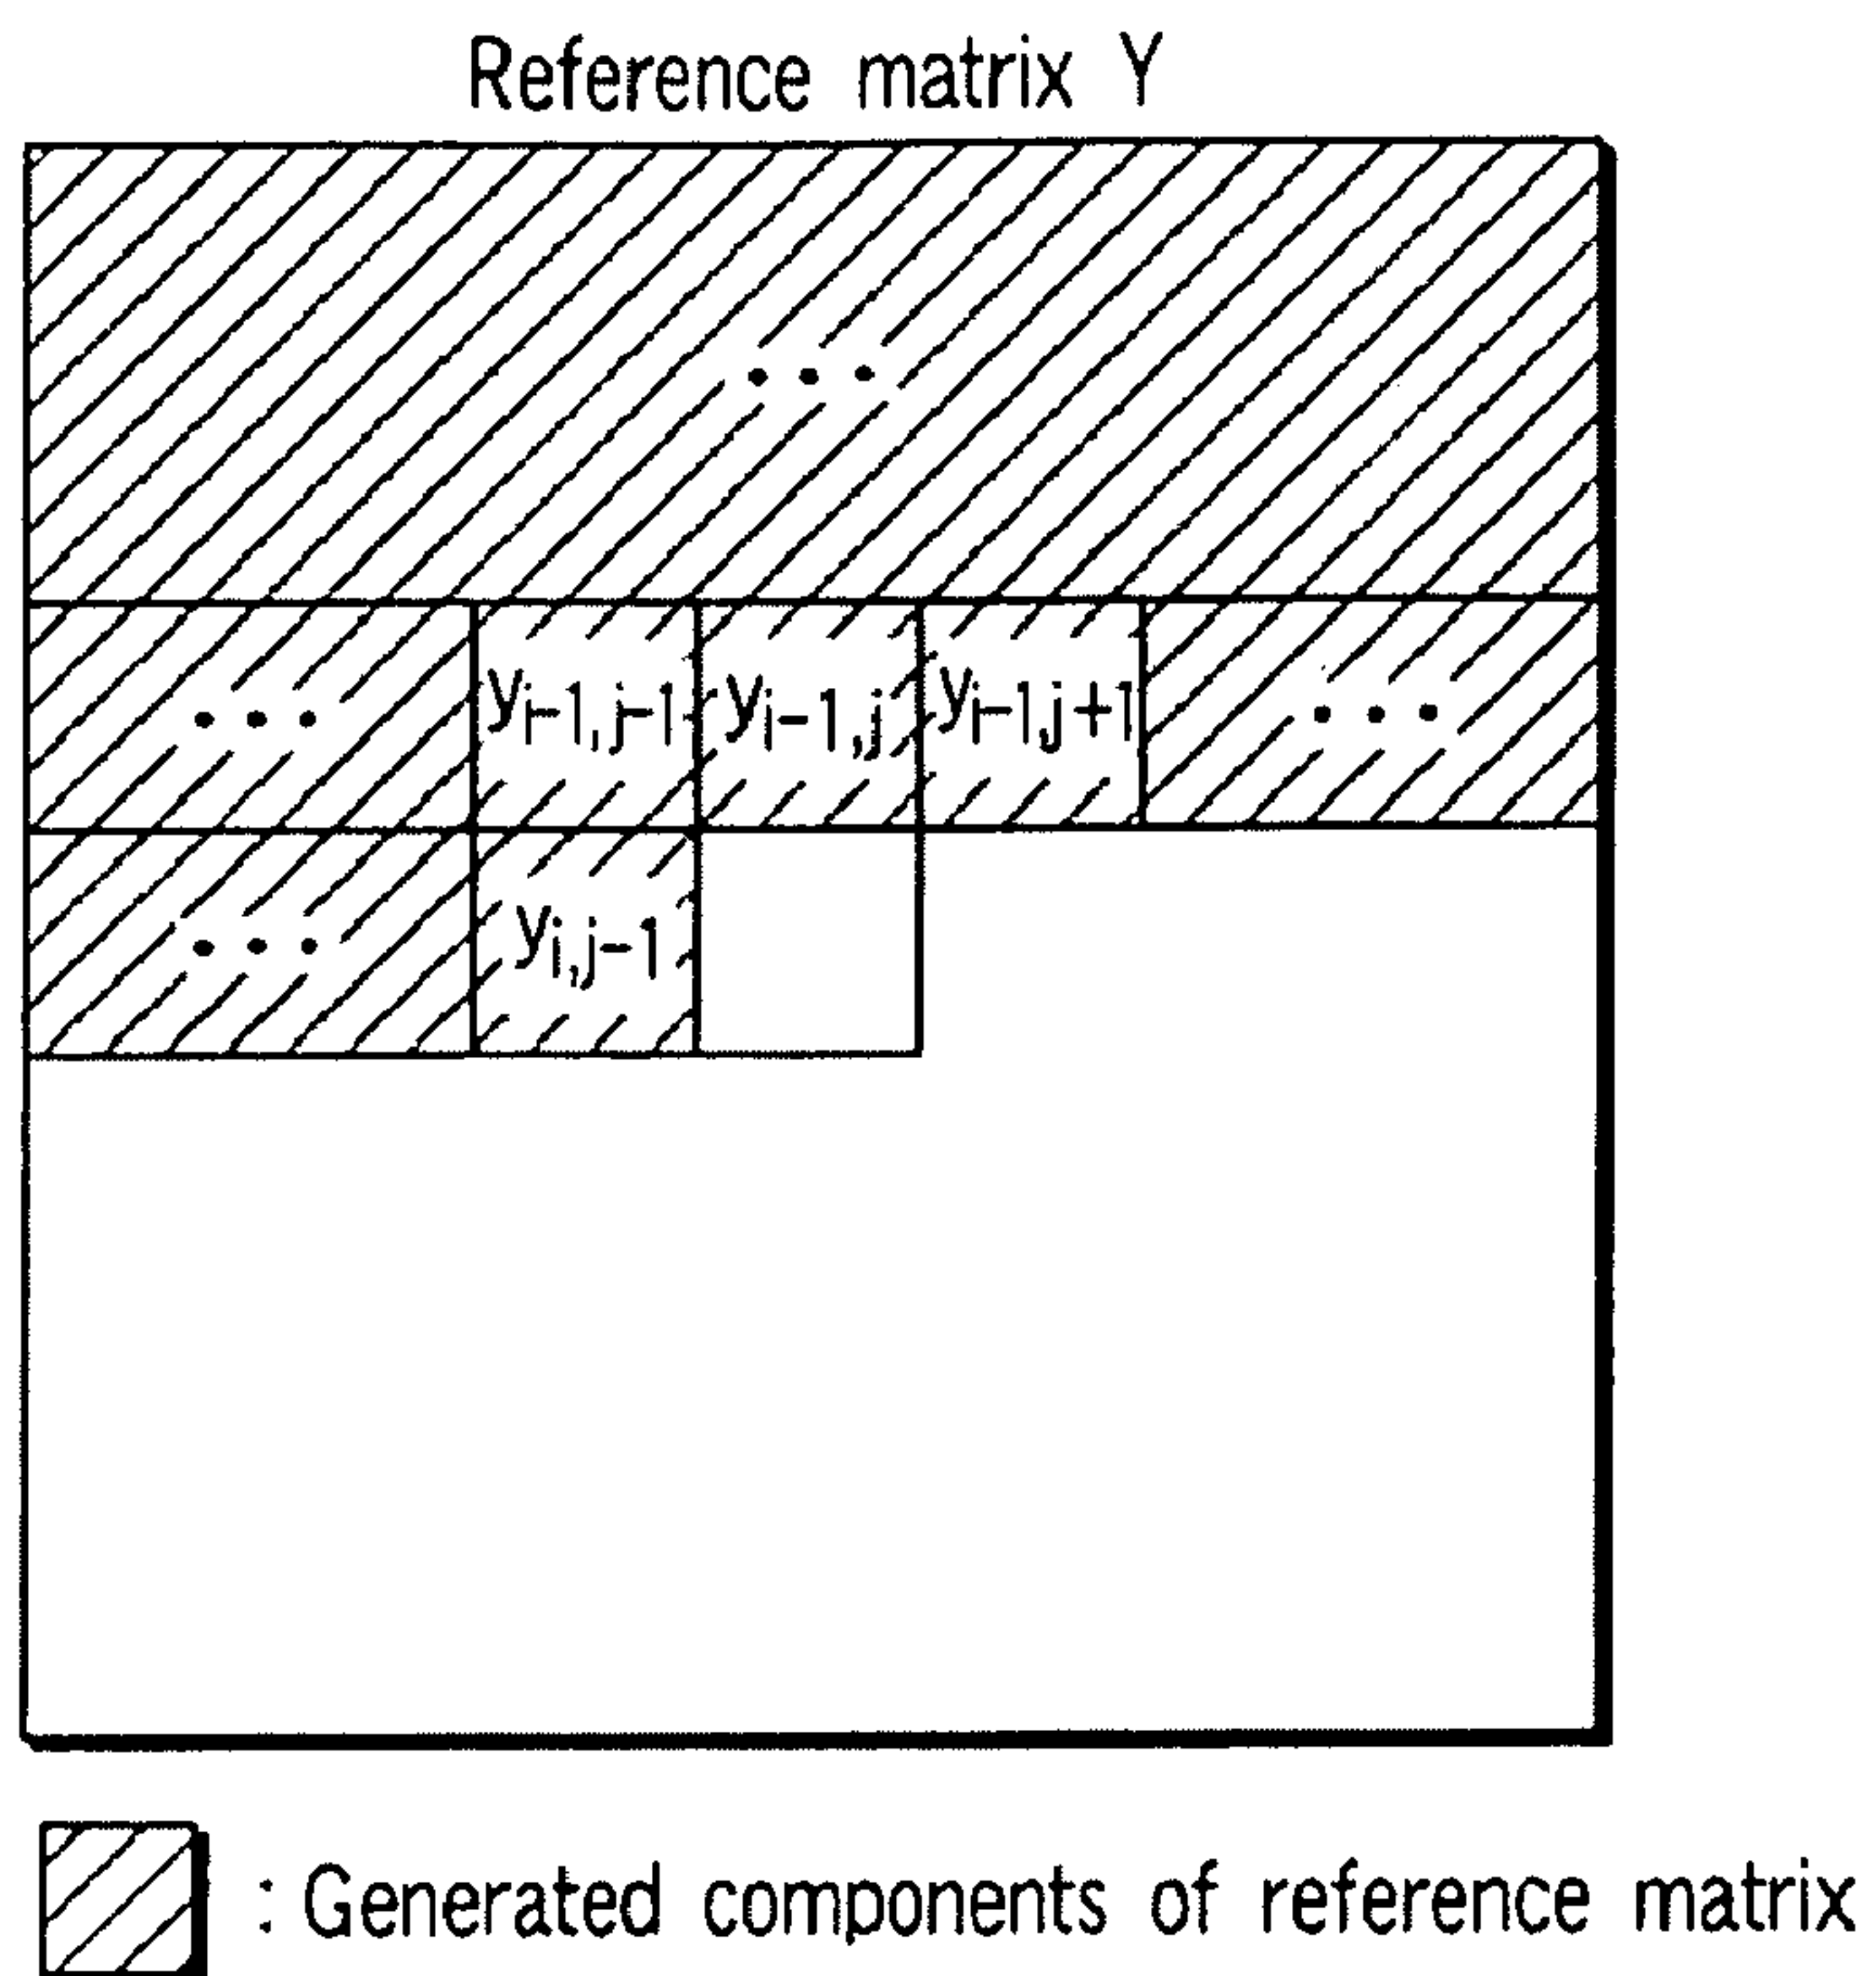 Reference matrix Y
• • •
• • • y_{i-1,j-1} y_{i-1,j} y_{i-1,j+1} • • •
• • • y_{i,j-1}
: Generated components of reference matrix